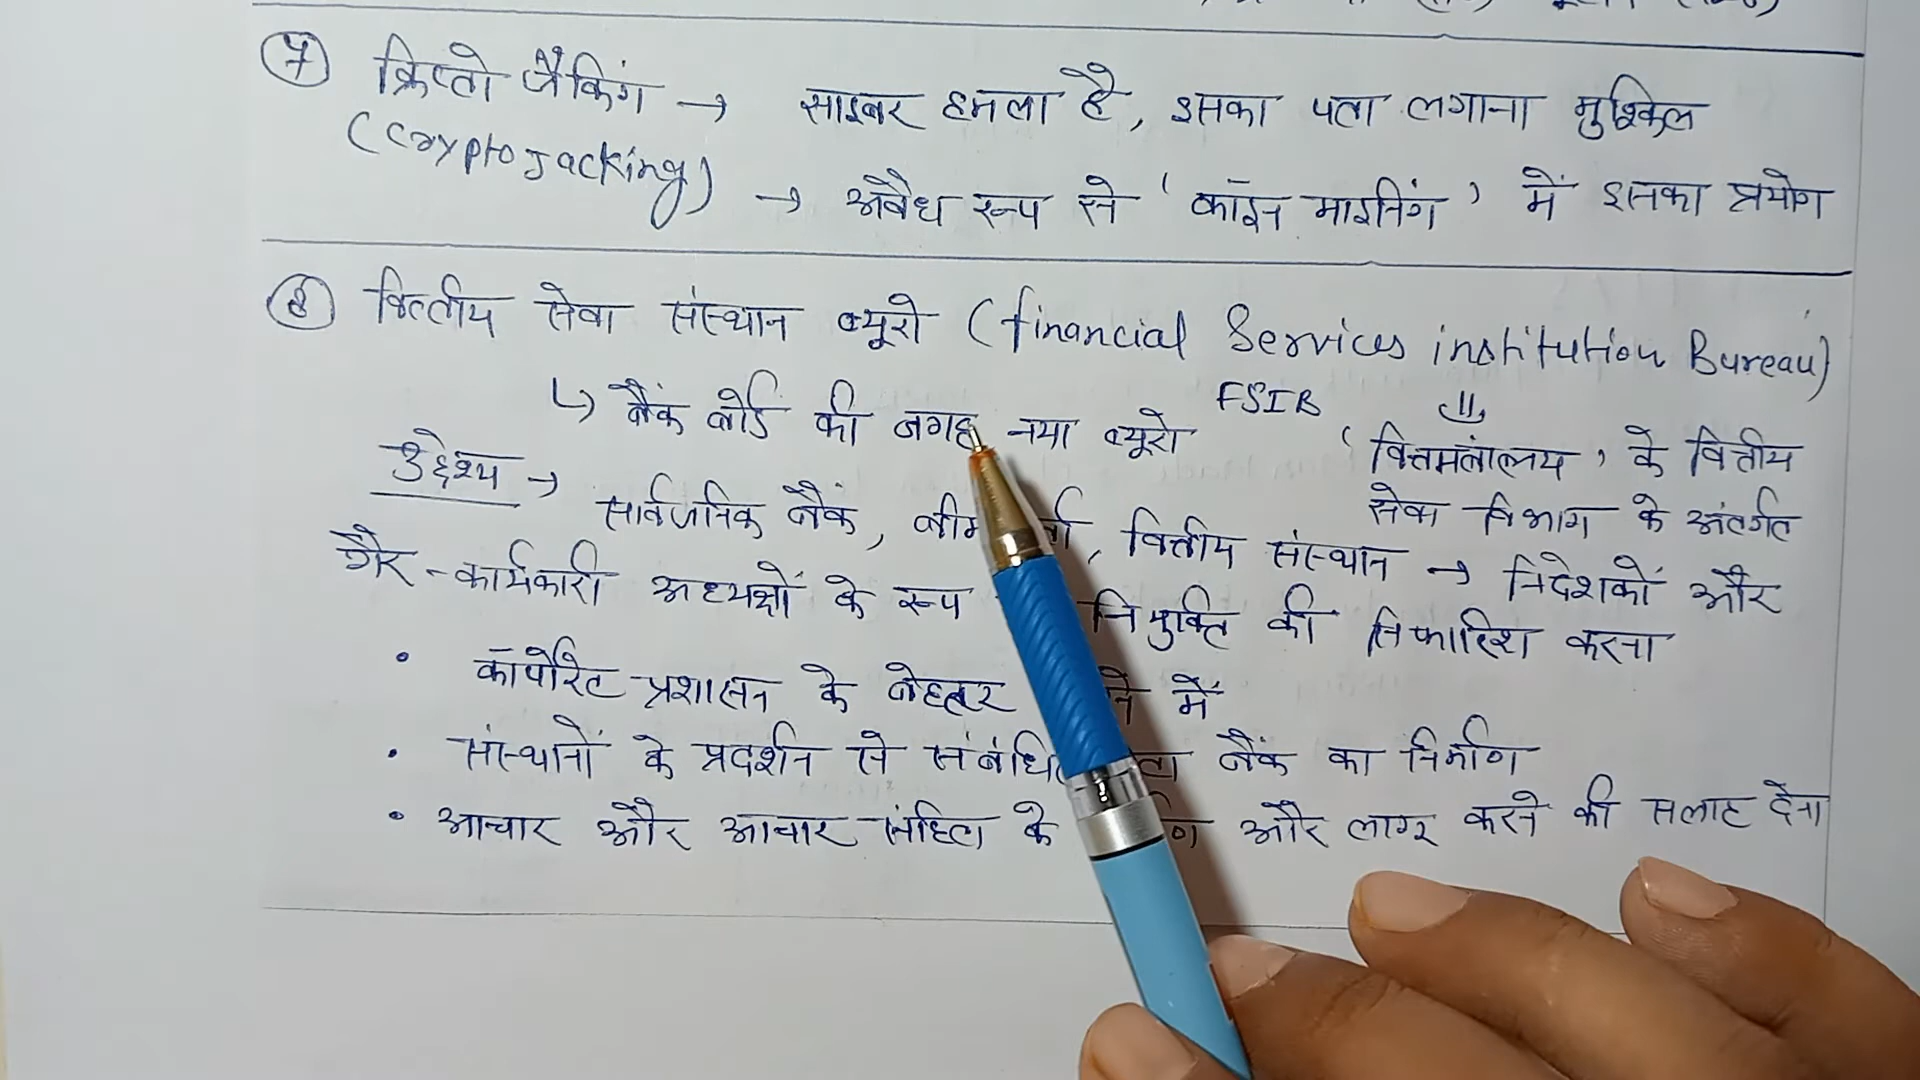 ⑦ क्रिप्टो जैकिंग → साइबर हमला है, इसका पता लगाना मुश्किल
(Crypto Jacking) → अवैध रूप से 'कॉइन माइनिंग' में इसका प्रयोग
⑧ वित्तीय सेवा संस्थान ब्यूरो (financial Services institution Bureau)
↳ बैंक बोर्ड की जगह नया ब्यूरो FSIB ⇓
'वित्तमंत्रालय' के वित्तीय
सेवा विभाग के अंतर्गत
उद्देश्य → सार्वजनिक बैंक, वित्तीय संस्थान → निदेशकों और
गैर-कार्यकारी अध्यक्षों के रूप नियुक्ति की सिफारिश करना
• कॉर्पोरेट प्रशासन के बेहतर में
• संस्थानों के प्रदर्शन से संबंधित बैंक का निर्माण
• आचार और आचार संहिता के और लागू करने की सलाह देना